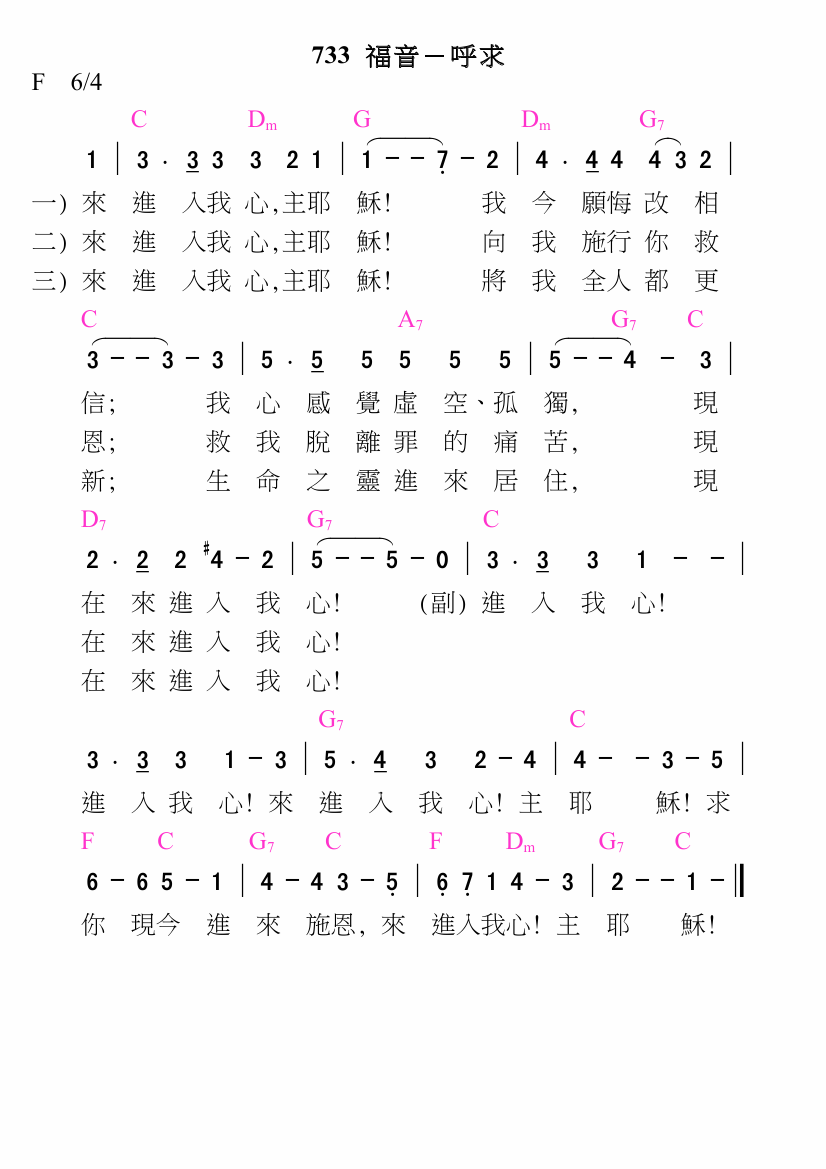 733 福音－呼求
F 6/4
C Dm G Dm G7
1 | 3 · 3 3 3 2 1 | 1 - - 7 - 2 | 4 · 4 4 4 3 2 |
一) 來 進 入我 心,主耶 穌! 我 今 願悔 改 相
二) 來 進 入我 心,主耶 穌! 向 我 施行 你 救
三) 來 進 入我 心,主耶 穌! 將 我 全人 都 更
C A7 G7 C
3 - - 3 - 3 | 5 · 5 5 5 5 5 | 5 - - 4 - 3 |
信; 我 心 感 覺 虛 空、孤 獨, 現
恩; 救 我 脫 離 罪 的 痛 苦, 現
新; 生 命 之 靈 進 來 居 住, 現
D7 G7 C
2 · 2 2 #4 - 2 | 5 - - 5 - 0 | 3 · 3 3 1 - - |
在 來 進 入 我 心! (副) 進 入 我 心!
在 來 進 入 我 心!
在 來 進 入 我 心!
G7 C
3 · 3 3 1 - 3 | 5 · 4 3 2 - 4 | 4 - - 3 - 5 |
進 入 我 心! 來 進 入 我 心! 主 耶 穌! 求
F C G7 C F Dm G7 C
6 - 6 5 - 1 | 4 - 4 3 - 5 | 6 7 1 4 - 3 | 2 - - 1 - ||
你 現今 進 來 施恩, 來 進入我心! 主 耶 穌!